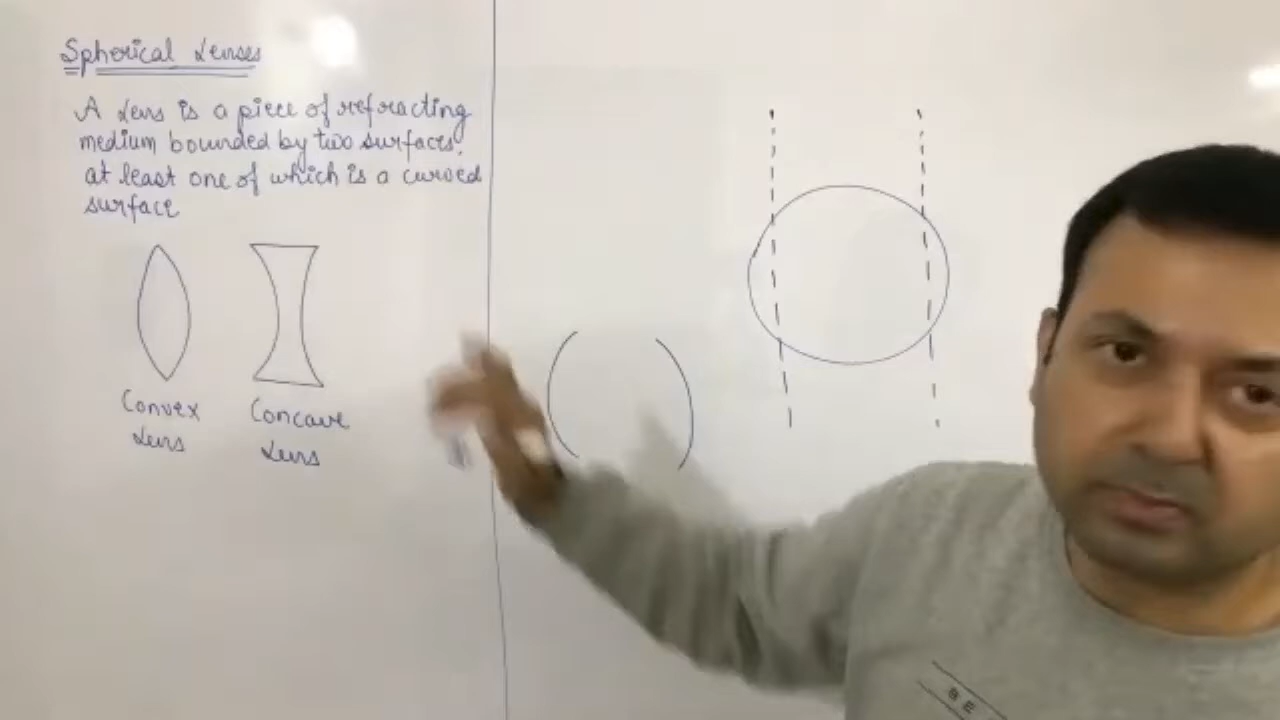 Spherical Lenses
A Lens is a piece of refracting
medium bounded by two surfaces,
at least one of which is a curved
surface
Convex
Lens
Concave
Lens
BE